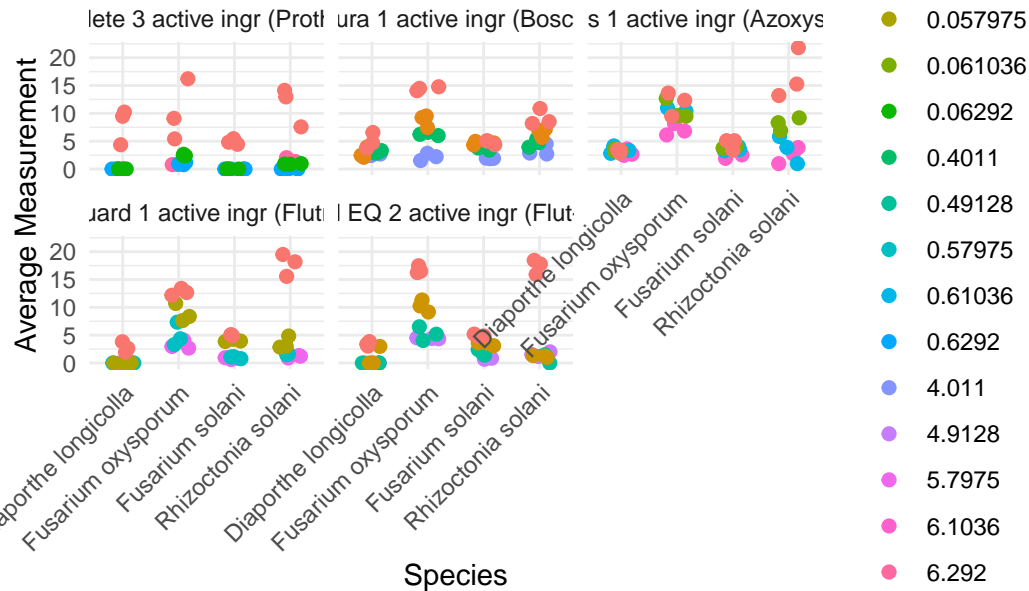 lete 3 active ingr (Proth
ura 1 active ingr (Bosc
s 1 active ingr (Azoxys
20
15
10
5
0
uard 1 active ingr (Flutr
EQ 2 active ingr (Flut-
20
15
10
5
0
Average Measurement
Diaporthe longicolla
Fusarium oxysporum
Fusarium solani
Rhizoctonia solani
aporthe longicolla
Fusarium oxysporum
Fusarium solani
Rhizoctonia solani
Diaporthe longicolla
Fusarium oxysporum
Fusarium solani
Rhizoctonia solani
Species
0.057975
0.061036
0.06292
0.4011
0.49128
0.57975
0.61036
0.6292
4.011
4.9128
5.7975
6.1036
6.292